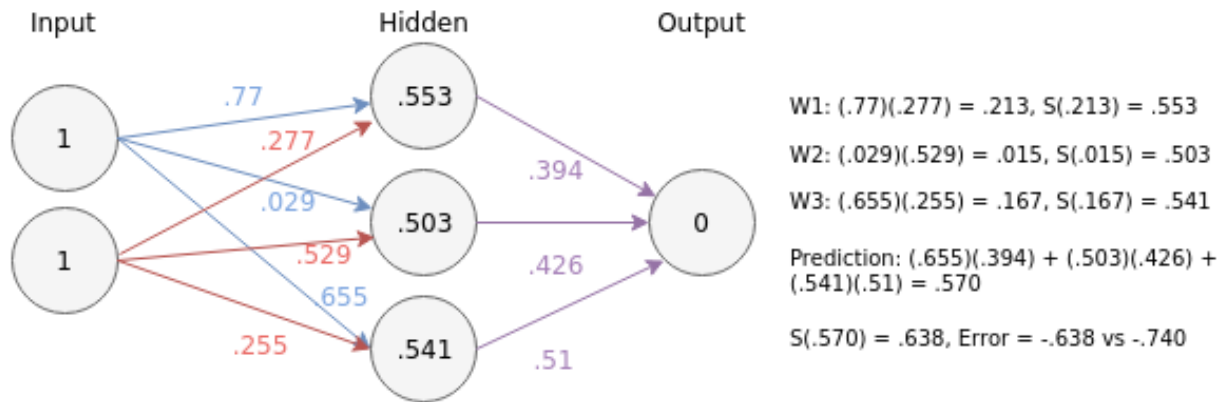 Input
Hidden
Output
.77
.553
1
.277
.394
.029
.503
0
1
.529
.426
655
.255
.541
.51
W1: (.77)(.277) = .213, S(.213) = .553
W2: (.029)(.529) = .015, S(.015) = .503
W3: (.655)(.255) = .167, S(.167) = .541
Prediction: (.655)(.394) + (.503)(.426) +
(.541)(.51) = .570
S(.570) = .638, Error = -.638 vs -.740